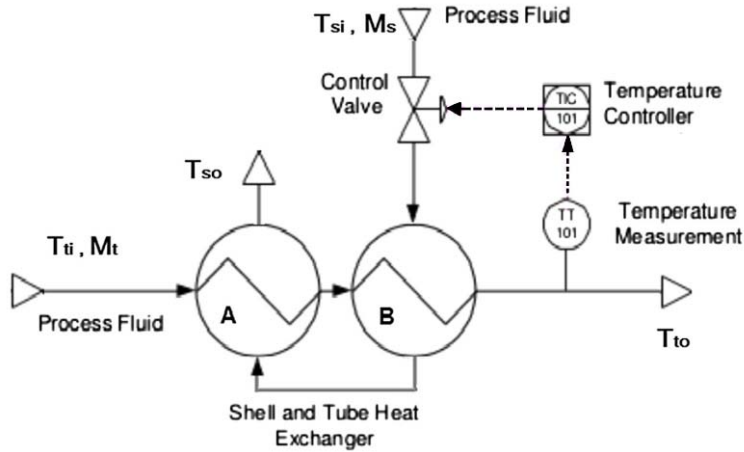 Tsi , Ms
Process Fluid
Control
Valve
TIC
101
Temperature
Controller
Tso
TT
101
Temperature
Measurement
Tti , Mt
A
B
Process Fluid
Tto
Shell and Tube Heat
Exchanger